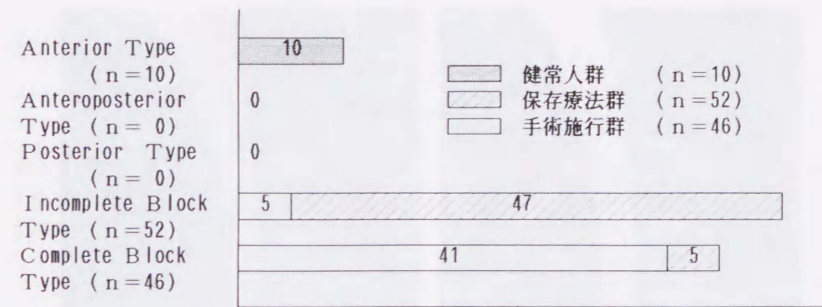 Anterior Type
(n=10)
10
Anteroposterior
Type (n= 0)
0
Posterior Type
(n= 0)
0
Incomplete Block
Type (n=52)
5 47
Complete Block
Type (n=46)
41 5
健常人群 (n=10)
保存療法群 (n=52)
手術施行群 (n=46)